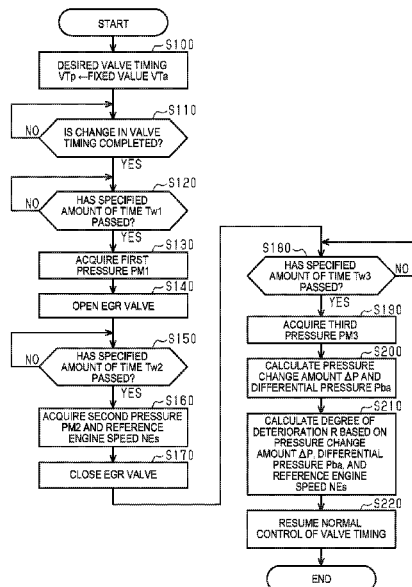 START
S100
DESIRED VALVE TIMING
VTp ←FIXED VALUE VTa
S110
IS CHANGE IN VALVE
TIMING COMPLETED?
NO
YES
S120
HAS SPECIFIED
AMOUNT OF TIME Tw1
PASSED?
NO
YES
S130
ACQUIRE FIRST
PRESSURE PM1
S140
OPEN EGR VALVE
S150
HAS SPECIFIED
AMOUNT OF TIME Tw2
PASSED?
NO
YES
S160
ACQUIRE SECOND PRESSURE
PM2 AND REFERENCE
ENGINE SPEED NEs
S170
CLOSE EGR VALVE
S180
HAS SPECIFIED
AMOUNT OF TIME Tw3
PASSED?
NO
YES
S190
ACQUIRE THIRD
PRESSURE PM3
S200
CALCULATE PRESSURE
CHANGE AMOUNT ΔP AND
DIFFERENTIAL PRESSURE Pba
S210
CALCULATE DEGREE OF
DETERIORATION R BASED ON
PRESSURE CHANGE
AMOUNT ΔP, DIFFERENTIAL
PRESSURE Pba, AND
REFERENCE ENGINE
SPEED NEs
S220
RESUME NORMAL
CONTROL OF VALVE TIMING
END